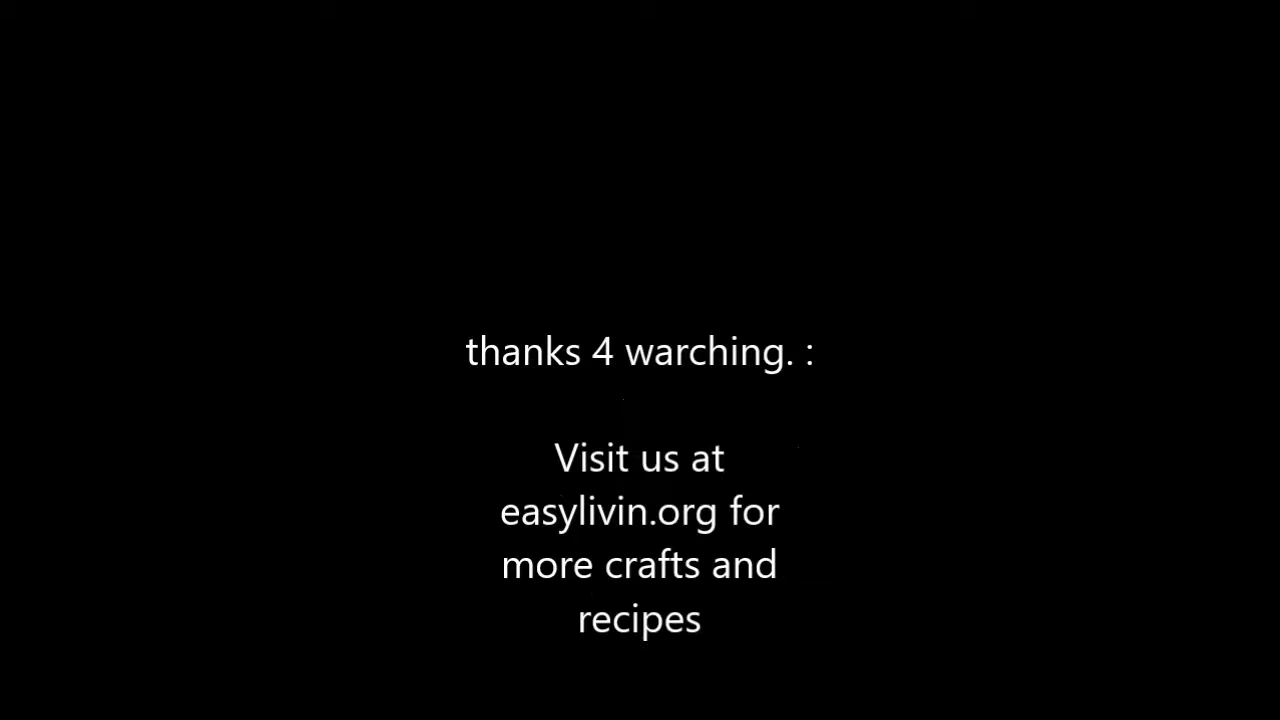 thanks 4 warching. :
Visit us at
easylivin.org for
more crafts and
recipes